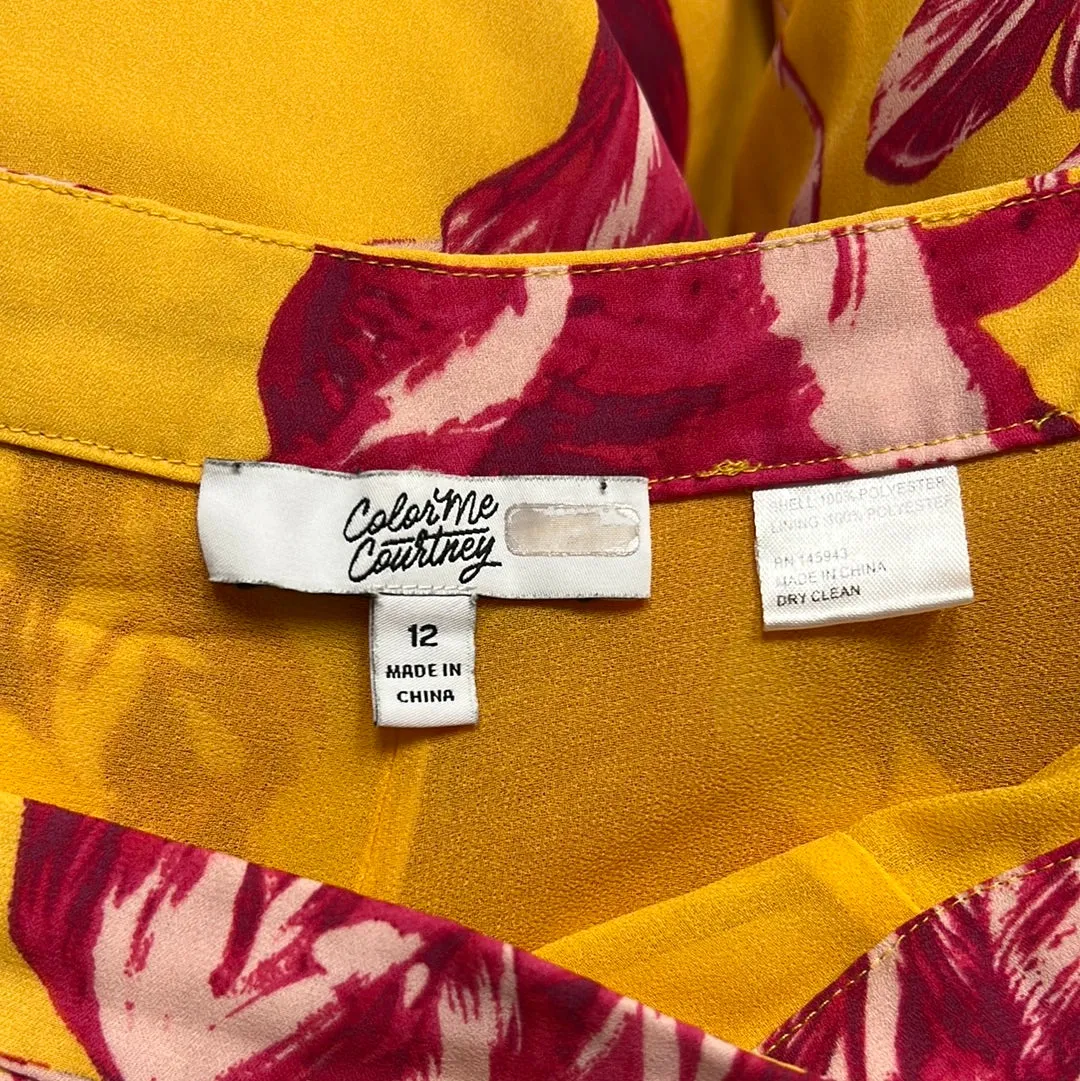 Color Me
Courtney
12
MADE IN
CHINA
SHELL: 100% POLYESTER
LINING :100% POLYESTER
RN 145943
MADE IN CHINA
DRY CLEAN